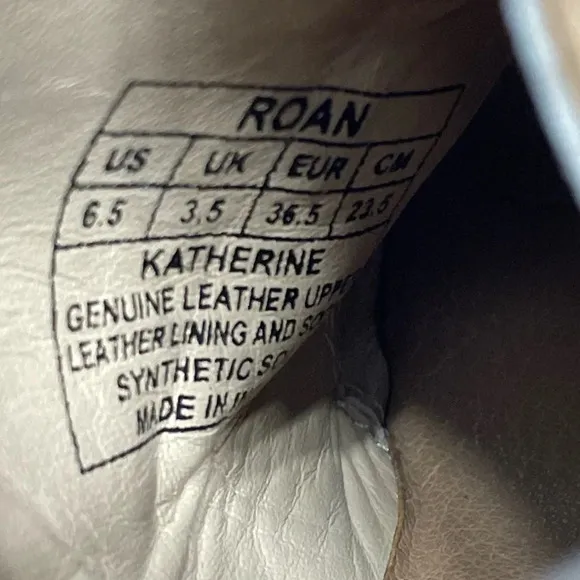 ROAN
US UK EUR CM
6.5 3.5 36.5 23.5
KATHERINE
GENUINE LEATHER
LEATHER LINING AND
SYNTHETIC
MADE IN